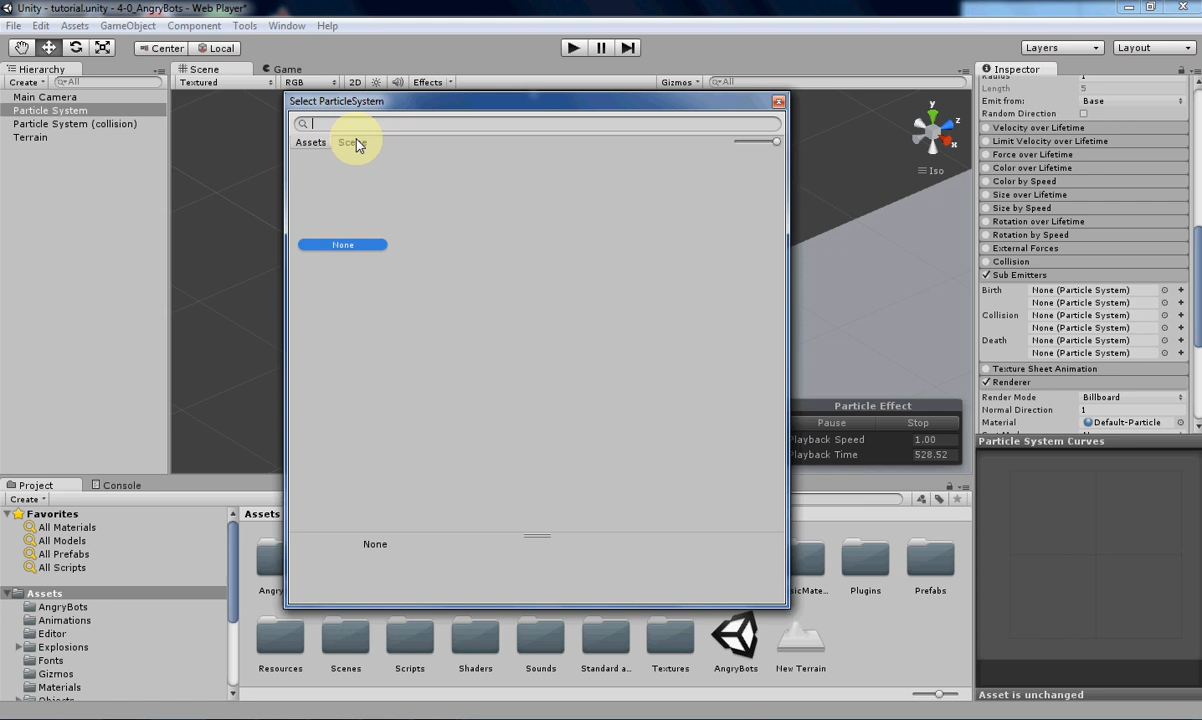 Unity - tutorial.unity - 4-0_AngryBots - Web Player*
File Edit Assets GameObject Component Tools Window Help
Center Local Layers Layout
Hierarchy
Create All
Main Camera
Particle System
Particle System (collision)
Terrain
Scene Game
Textured RGB 2D Effects Gizmos All
Select ParticleSystem
Assets Scene
None
None
y
z
x
Iso
Particle Effect
Pause Stop
Playback Speed 1.00
Playback Time 528.52
Inspector
Radius 1
Length 5
Emit from: Base
Random Direction
Velocity over Lifetime
Limit Velocity over Lifetime
Force over Lifetime
Color over Lifetime
Color by Speed
Size over Lifetime
Size by Speed
Rotation over Lifetime
Rotation by Speed
External Forces
Collision
Sub Emitters
Birth None (Particle System)
None (Particle System)
Collision None (Particle System)
None (Particle System)
Death None (Particle System)
None (Particle System)
Texture Sheet Animation
Renderer
Render Mode Billboard
Normal Direction 1
Material Default-Particle
Particle System Curves
Asset is unchanged
Project Console
Create
Favorites
All Materials
All Models
All Prefabs
All Scripts
Assets
AngryBots
Animations
Editor
Explosions
Fonts
Gizmos
Materials
Objects
Assets
Plugins Prefabs
Resources Scenes Scripts Shaders Sounds Standard a... Textures AngryBots New Terrain